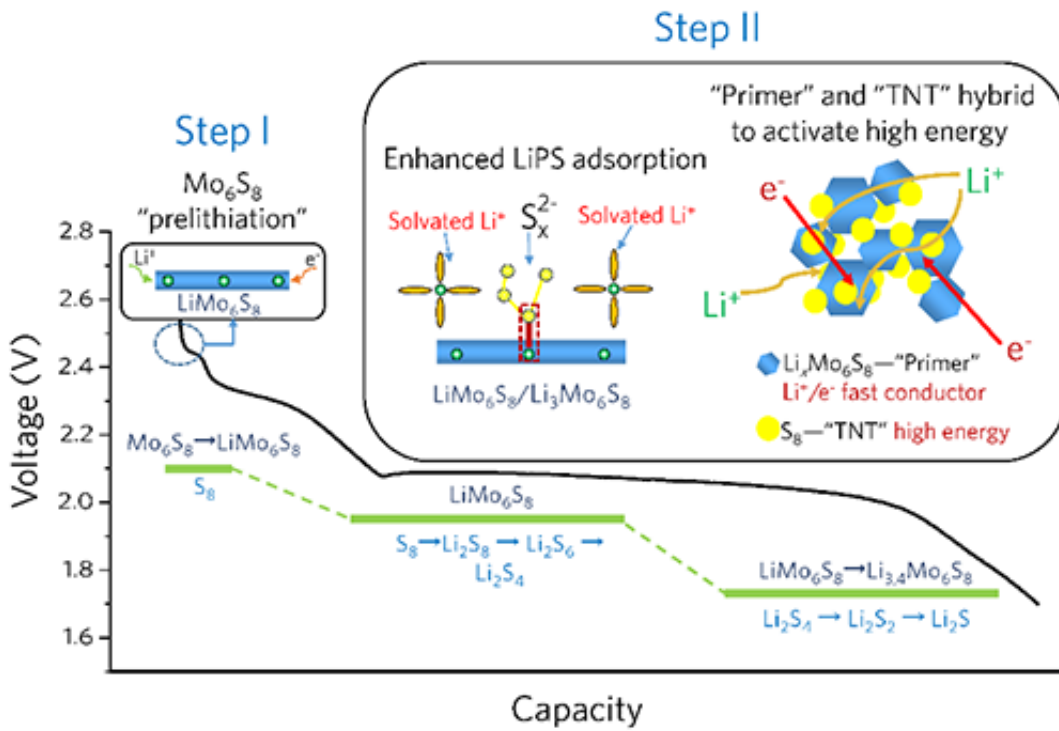 Step II
Step I
Mo₆S₈
"prelithiation"
Li⁺
e⁻
LiMo₆S₈
Enhanced LiPS adsorption
Solvated Li⁺
Sₓ²⁻
Solvated Li⁺
LiMo₆S₈/Li₃Mo₆S₈
"Primer" and "TNT" hybrid
to activate high energy
e⁻
Li⁺
Li⁺
e⁻
LiₓMo₆S₈—"Primer"
Li⁺/e⁻ fast conductor
S₈—"TNT" high energy
Voltage (V)
2.8
2.6
2.4
2.2
2.0
1.8
1.6
Mo₆S₈→LiMo₆S₈
S₈
LiMo₆S₈
S₈→Li₂S₈ → Li₂S₆ →
Li₂S₄
LiMo₆S₈→Li₃,₄Mo₆S₈
Li₂S₄ → Li₂S₂ → Li₂S
Capacity